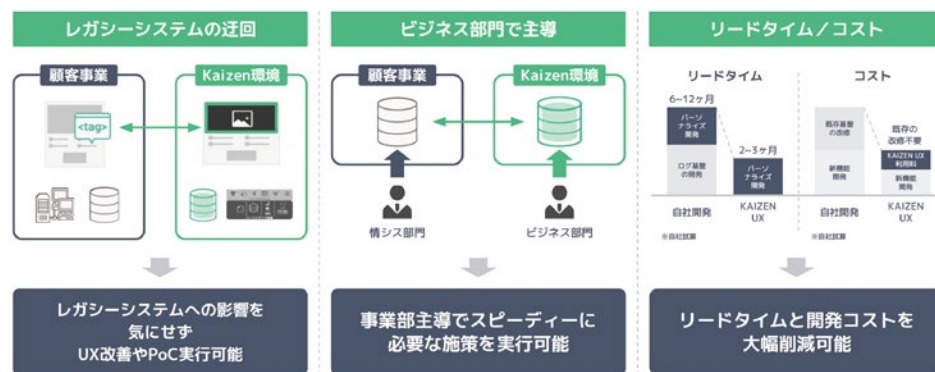 レガシーシステムの迂回
顧客事業
Kaizen環境
<tag>
レガシーシステムへの影響を
気にせず
UX改善やPoC実行可能
ビジネス部門で主導
顧客事業
Kaizen環境
情シス部門
ビジネス部門
事業部主導でスピーディーに
必要な施策を実行可能
リードタイム/コスト
リードタイム
6~12ヶ月
パーソ
ナライズ
開発
ログ基盤
の開発
2~3ヶ月
パーソ
ナライズ
開発
自社開発
KAIZEN
UX
※自社試算
コスト
既存基盤
の改修
新機能
開発
既存の
改修不要
KAIZEN UX
利用料
新機能
開発
自社開発
KAIZEN
UX
※自社試算
リードタイムと開発コストを
大幅削減可能